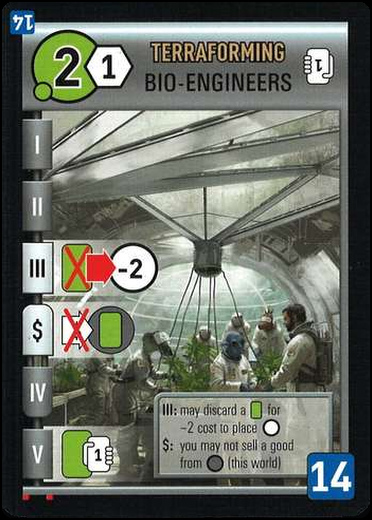 14
2 1 TERRAFORMING 1
BIO-ENGINEERS
I
II
III -2
$
IV
V 1
III: may discard a for
-2 cost to place
$: you may not sell a good
from (this world)
14